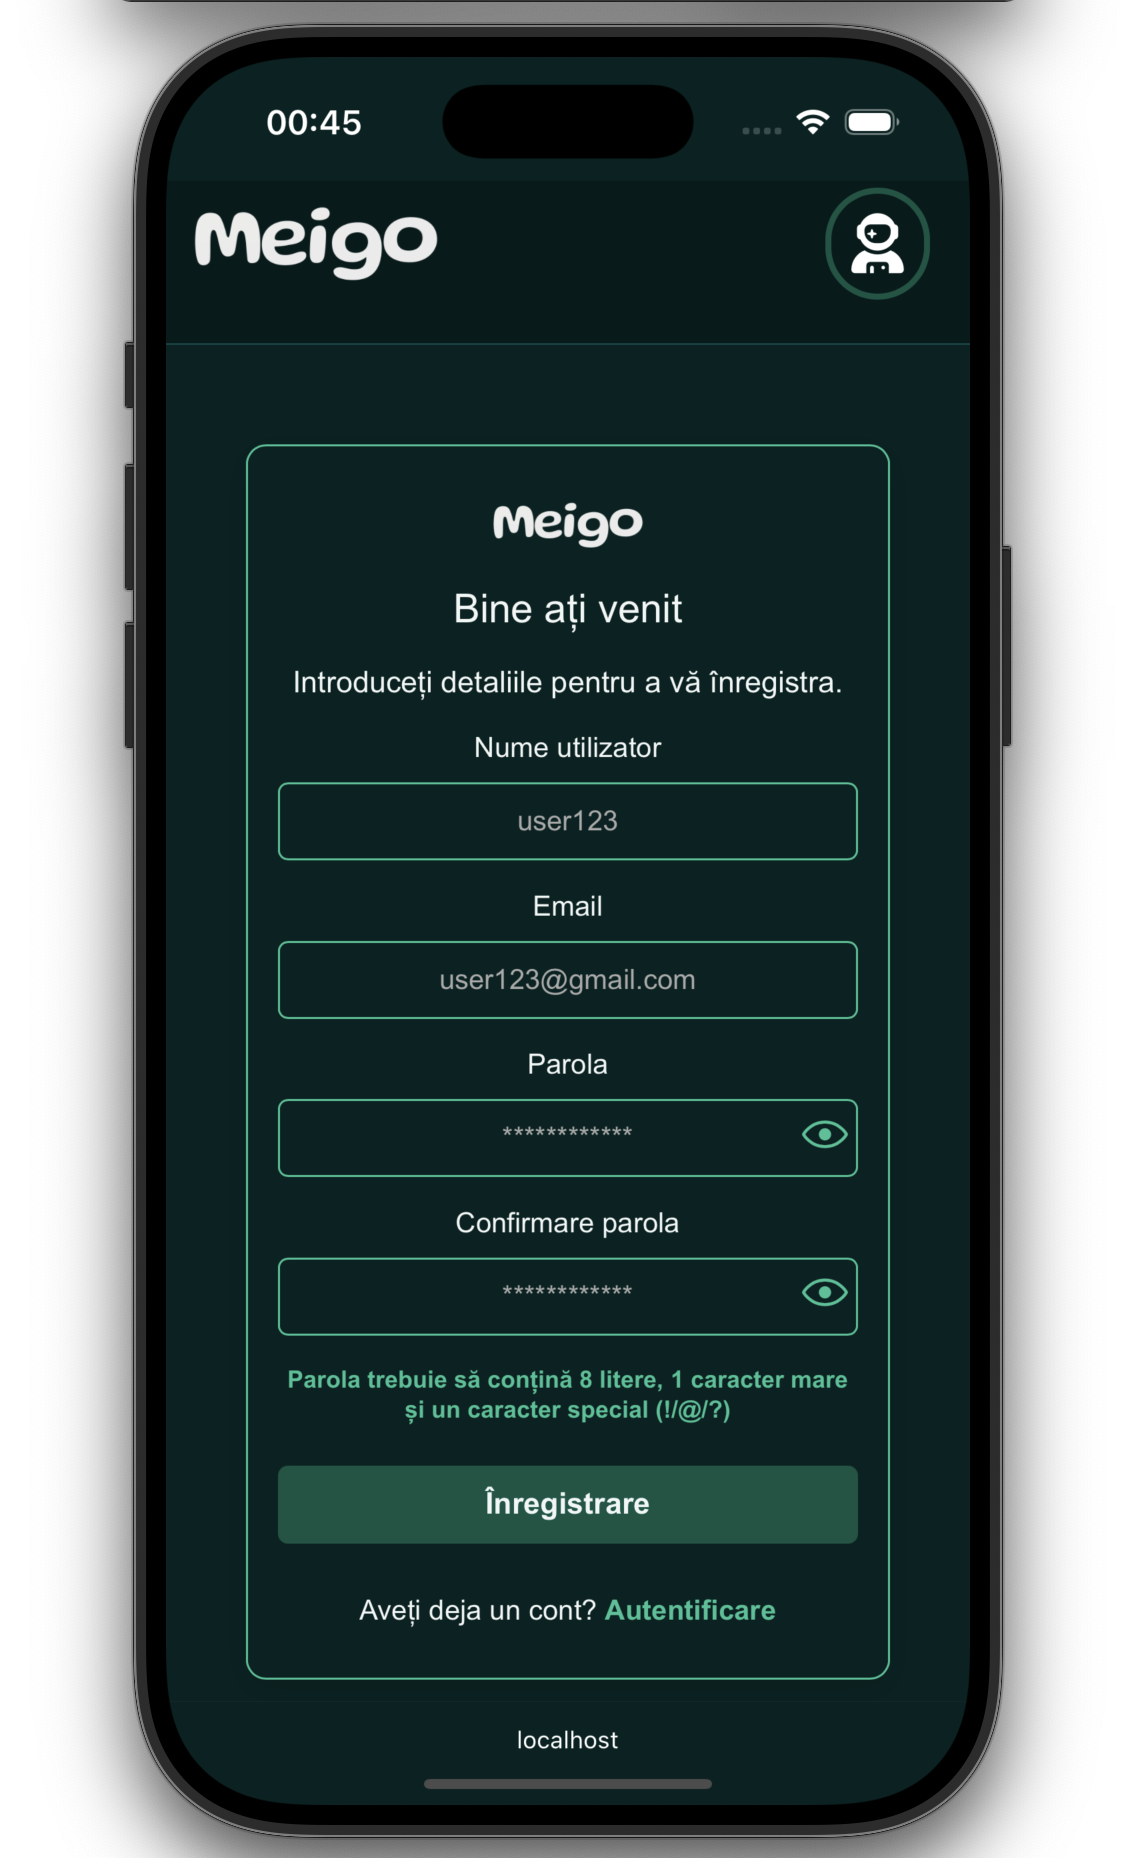 00:45
Meigo
Meigo
Bine ați venit
Introduceți detaliile pentru a vă înregistra.
Nume utilizator
user123
Email
user123@gmail.com
Parola
************
Confirmare parola
************
Parola trebuie să conțină 8 litere, 1 caracter mare
și un caracter special (!/@/?)
Înregistrare
Aveți deja un cont? Autentificare
localhost